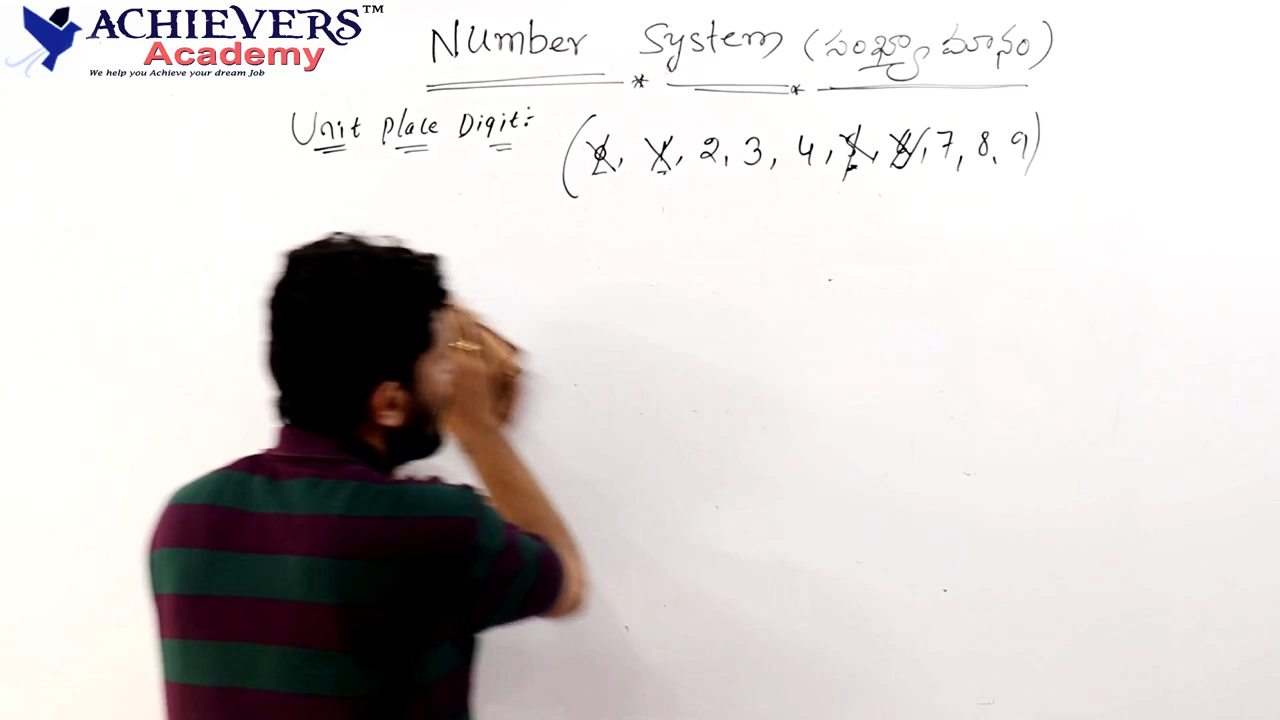 ACHIEVERS™
Academy
We help you Achieve your dream Job
Number System (సంఖ్యా మానం)
Unit Place Digit:
(0, 1, 2, 3, 4, 5, 6, 7, 8, 9)